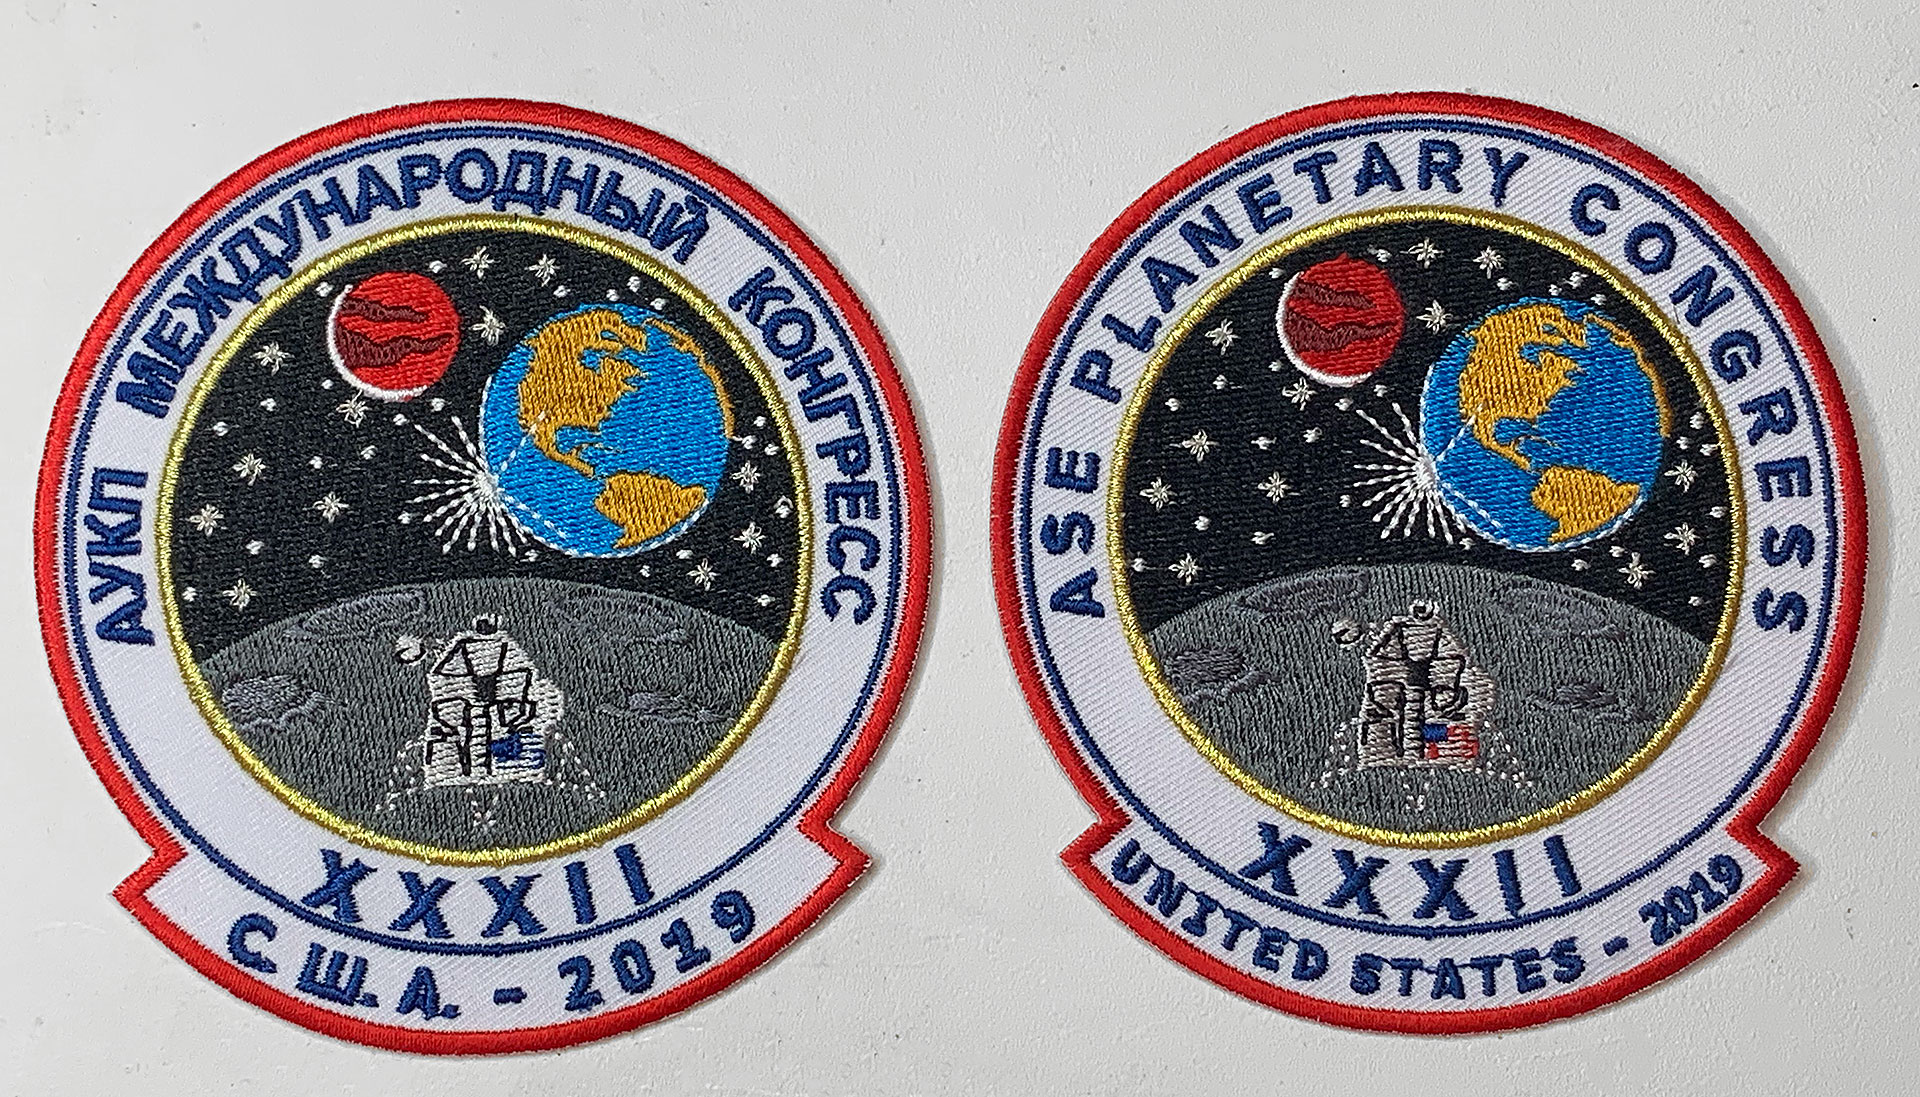 АУКП МЕЖДУНАРОДНЫЙ КОНГРЕСС
XXXII
С.Ш.А. - 2019
ASE PLANETARY CONGRESS
XXXII
UNITED STATES - 2019